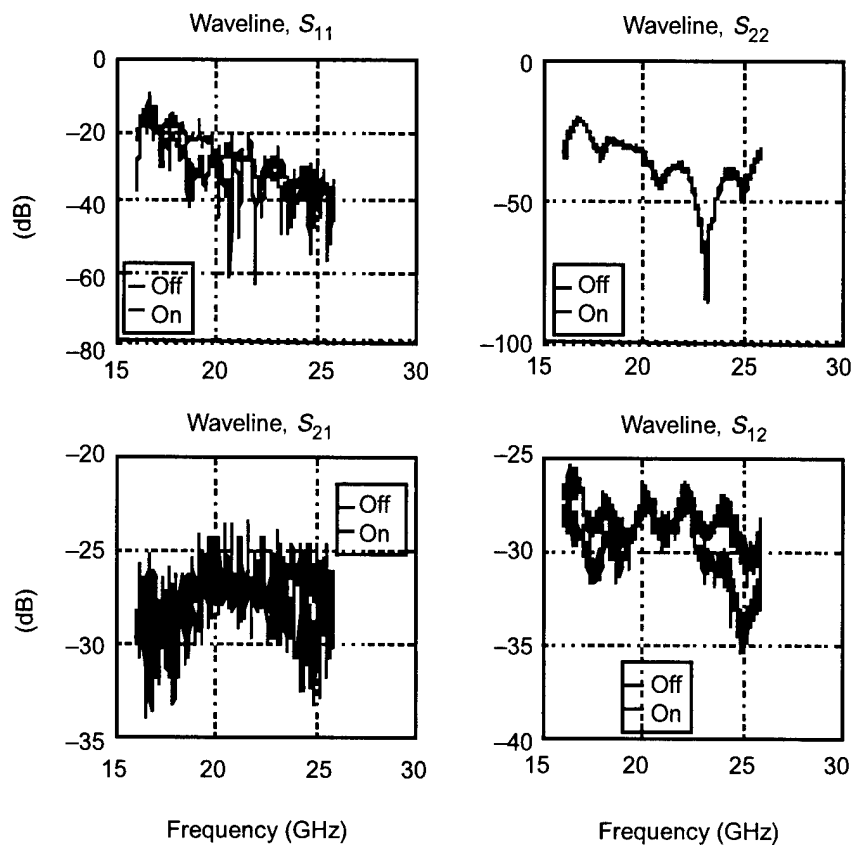 Waveline, S11
0
−20
−40
−60
−80
(dB)
Off
On
15 20 25 30
Waveline, S22
0
−50
−100
Off
On
15 20 25 30
Waveline, S21
−20
−25
−30
−35
(dB)
Off
On
15 20 25 30
Frequency (GHz)
Waveline, S12
−25
−30
−35
−40
Off
On
15 20 25 30
Frequency (GHz)